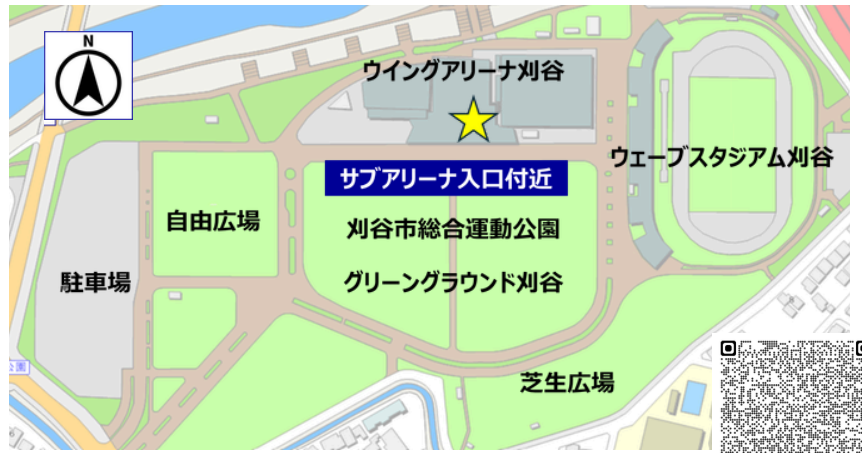 N
ウイングアリーナ刈谷
ウェーブスタジアム刈谷
サブアリーナ入口付近
自由広場
刈谷市総合運動公園
駐車場
グリーングラウンド刈谷
芝生広場